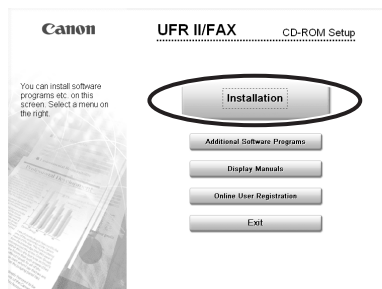 Canon
UFR II/FAX
CD-ROM Setup
You can install software
programs etc. on this
screen. Select a menu on
the right.
Installation
Additional Software Programs
Display Manuals
Online User Registration
Exit